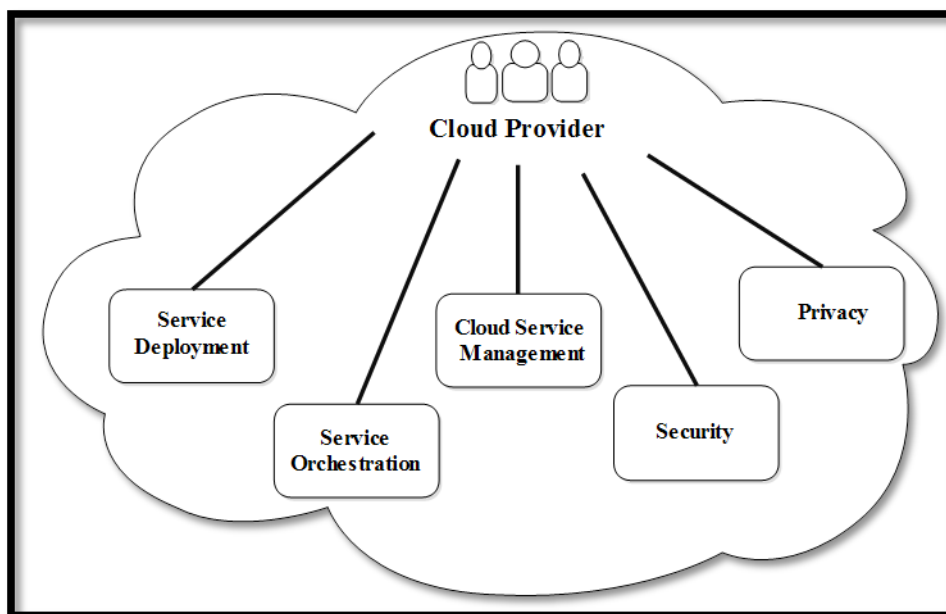 Cloud Provider
Service
Deployment
Service
Orchestration
Cloud Service
Management
Security
Privacy